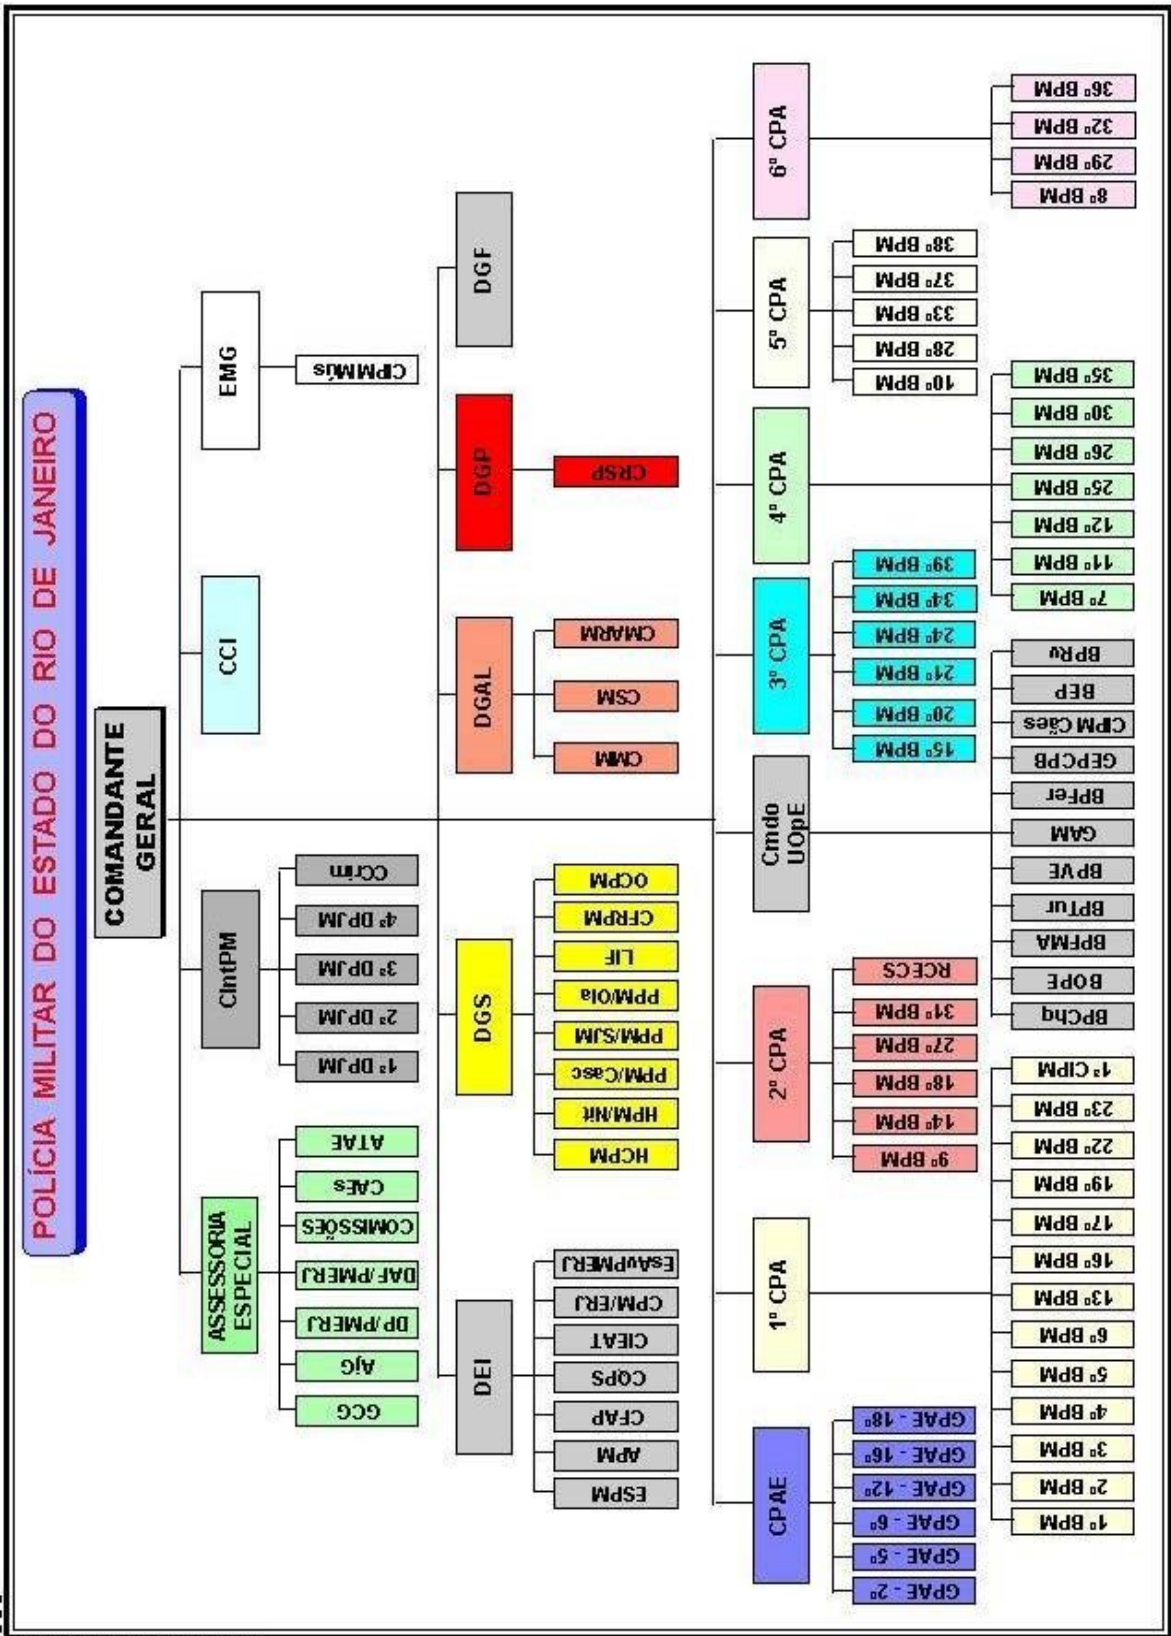 POLÍCIA MILITAR DO ESTADO DO RIO DE JANEIRO
COMANDANTE
GERAL
ASSESSORIA
ESPECIAL
CIntPM
CCI
EMG
GCG
AjG
DP/PMERJ
DAF/PMERJ
COMISSÕES
CAEs
ATAE
1ª DPJM
2ª DPJM
3ª DPJM
4ª DPJM
CCrim
CIPMMús
DEI
DGS
DGAL
DGP
DGF
ESPM
APM
CFAP
CQPS
CIEAT
CPM/ERJ
EsAvPMERJ
HCPM
HPM/Nit
PPM/Casc
PPM/SJM
PPM/Ola
LIF
CFRPM
OCPM
CMM
CSM
CMARM
CRSP
CPAE
1º CPA
2º CPA
Cmdo
UOpE
3º CPA
4º CPA
5º CPA
6º CPA
GPAE - 2º
GPAE - 5º
GPAE - 6º
GPAE - 12º
GPAE - 16º
GPAE - 18º
9º BPM
14º BPM
18º BPM
27º BPM
31º BPM
RCECS
15º BPM
20º BPM
21º BPM
24º BPM
34º BPM
39º BPM
10º BPM
28º BPM
33º BPM
37º BPM
38º BPM
1º BPM
2º BPM
3º BPM
4º BPM
5º BPM
6º BPM
13º BPM
16º BPM
17º BPM
19º BPM
22º BPM
23º BPM
1ª CIPM
BPChq
BOPE
BPFMA
BPTur
BPVE
GAM
BPFer
GEPCPB
CIPM Cães
BEP
BPRv
7º BPM
11º BPM
12º BPM
25º BPM
26º BPM
30º BPM
35º BPM
8º BPM
29º BPM
32º BPM
36º BPM